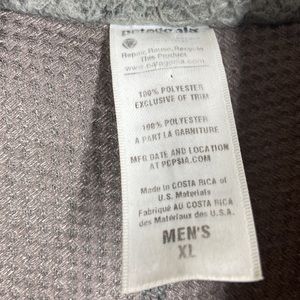 patagonia
Repair, Reuse, Recycle
This Product
www.patagonia.com
100% POLYESTER
EXCLUSIVE OF TRIM
100% POLYESTER
A PART LA GARNITURE
MFG DATE AND LOCATION
AT PCPSIA.COM
Made in COSTA RICA of
U.S. Materials
Fabriqué AU COSTA RICA
des Matériaux des U.S.A.
MEN'S
XL